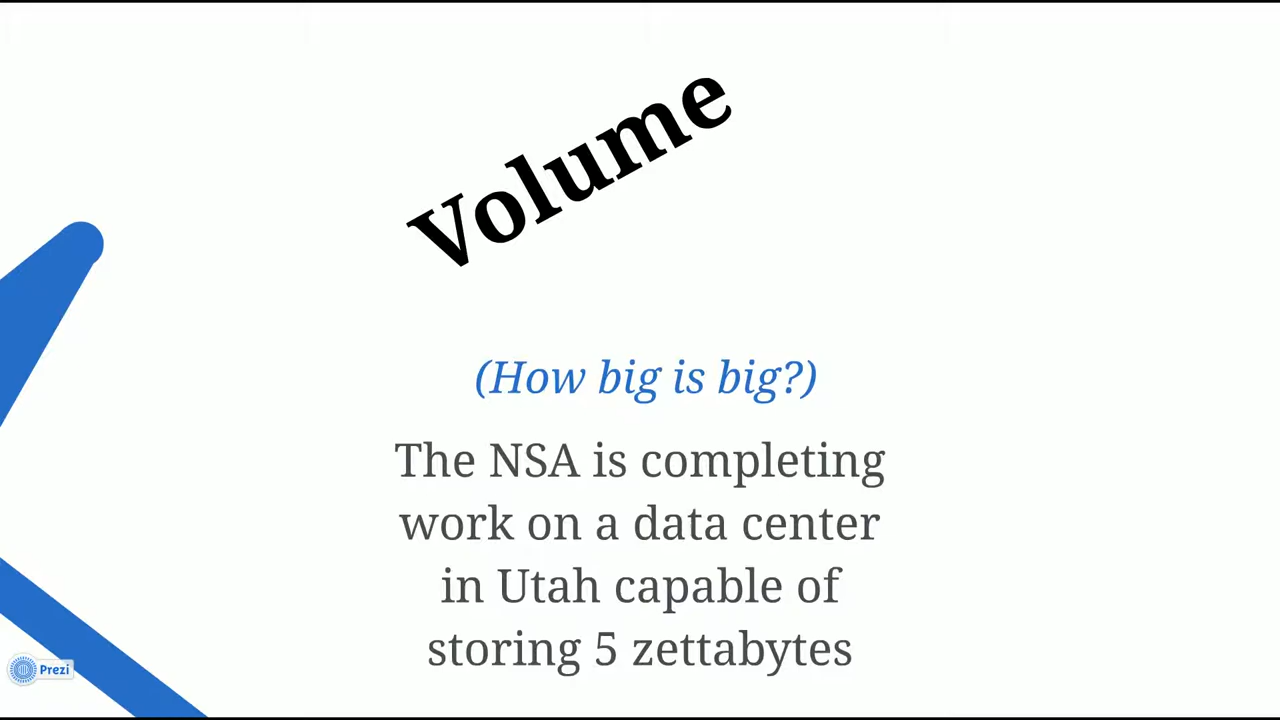 Volume
(How big is big?)
The NSA is completing
work on a data center
in Utah capable of
storing 5 zettabytes
Prezi